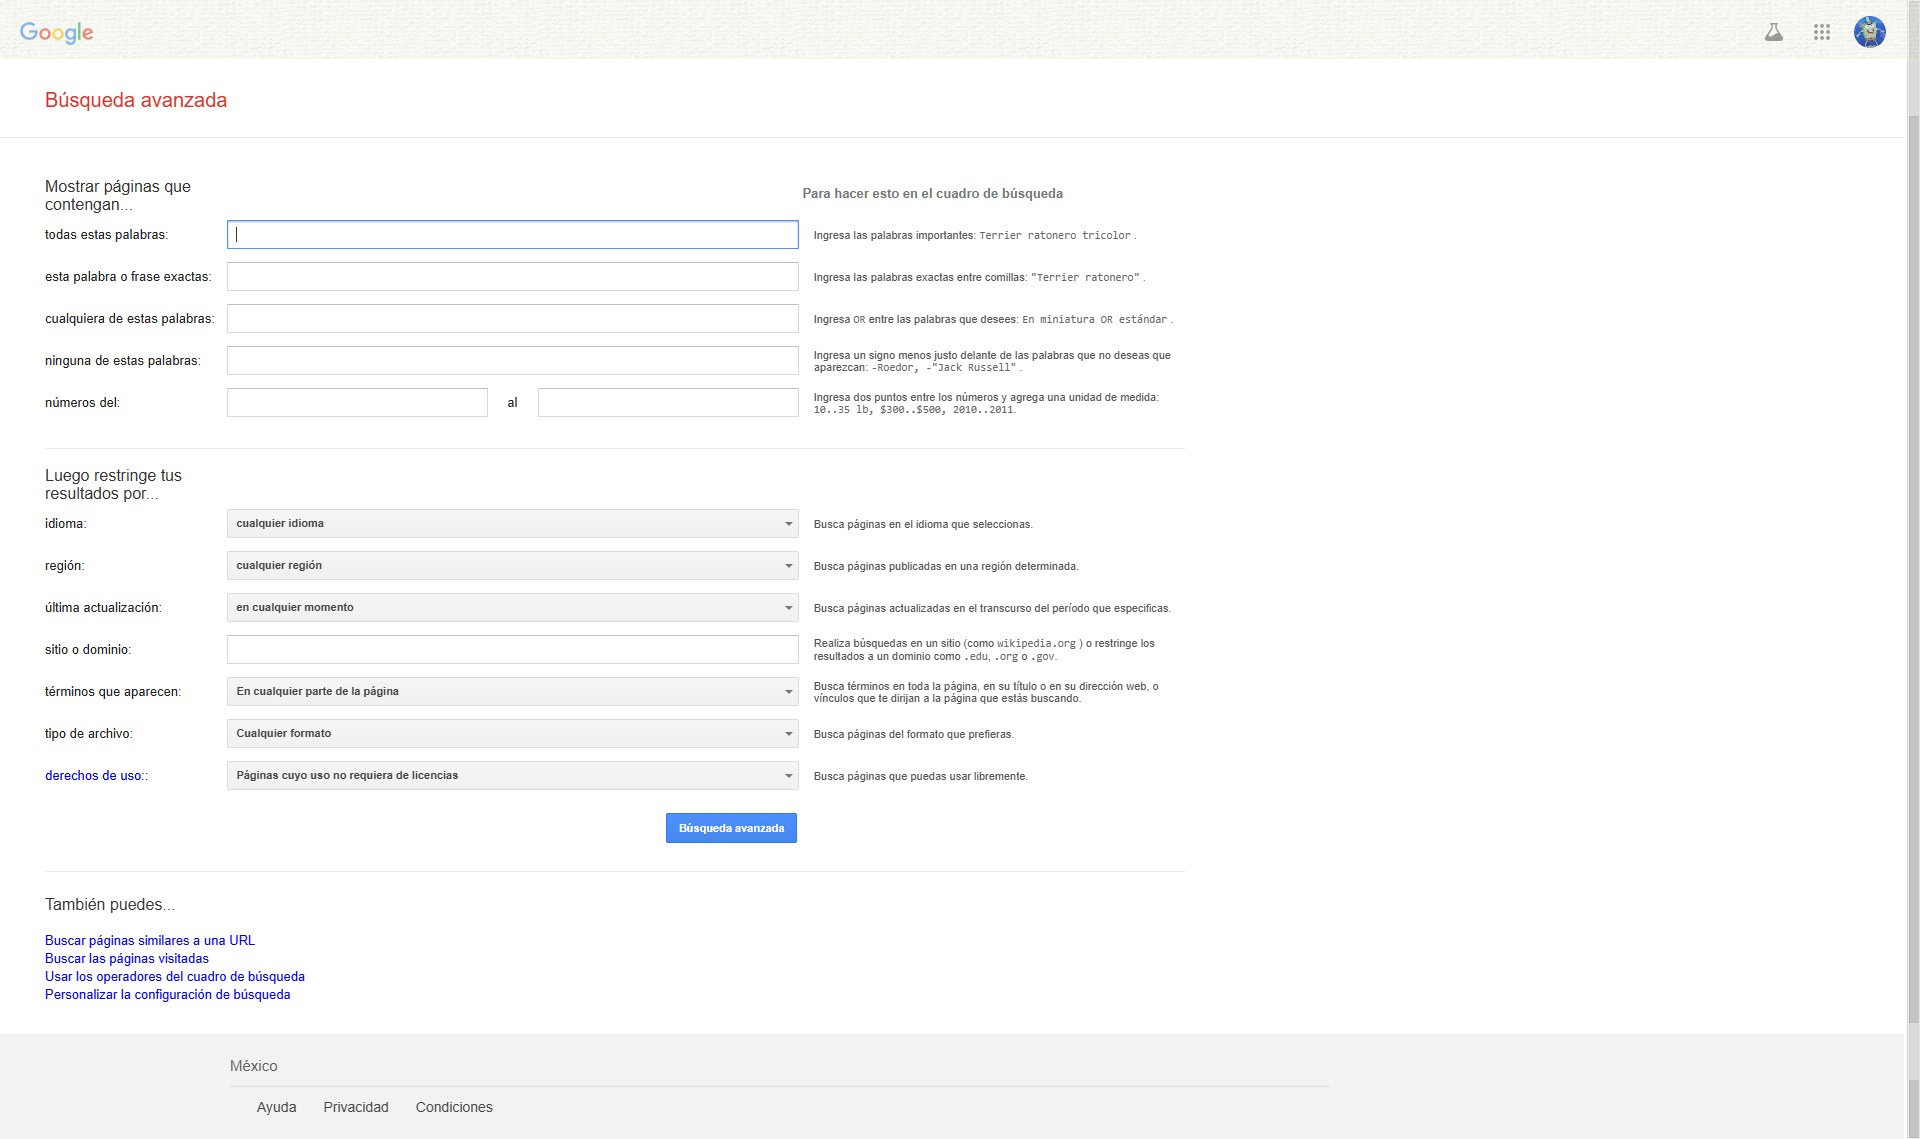 Google
Búsqueda avanzada
Mostrar páginas que
contengan...
Para hacer esto en el cuadro de búsqueda
todas estas palabras:
Ingresa las palabras importantes: Terrier ratonero tricolor .
esta palabra o frase exactas:
Ingresa las palabras exactas entre comillas: "Terrier ratonero" .
cualquiera de estas palabras:
Ingresa OR entre las palabras que desees: En miniatura OR estándar .
ninguna de estas palabras:
Ingresa un signo menos justo delante de las palabras que no deseas que
aparezcan: -Roedor, -"Jack Russell" .
números del:
al
Ingresa dos puntos entre los números y agrega una unidad de medida:
10..35 lb, $300..$500, 2010..2011.
Luego restringe tus
resultados por...
idioma:
cualquier idioma
Busca páginas en el idioma que seleccionas.
región:
cualquier región
Busca páginas publicadas en una región determinada.
última actualización:
en cualquier momento
Busca páginas actualizadas en el transcurso del período que especificas.
sitio o dominio:
Realiza búsquedas en un sitio (como wikipedia.org ) o restringe los
resultados a un dominio como .edu, .org o .gov.
términos que aparecen:
En cualquier parte de la página
Busca términos en toda la página, en su título o en su dirección web, o
vínculos que te dirijan a la página que estás buscando.
tipo de archivo:
Cualquier formato
Busca páginas del formato que prefieras.
derechos de uso::
Páginas cuyo uso no requiera de licencias
Busca páginas que puedas usar libremente.
Búsqueda avanzada
También puedes...
Buscar páginas similares a una URL
Buscar las páginas visitadas
Usar los operadores del cuadro de búsqueda
Personalizar la configuración de búsqueda
México
Ayuda Privacidad Condiciones